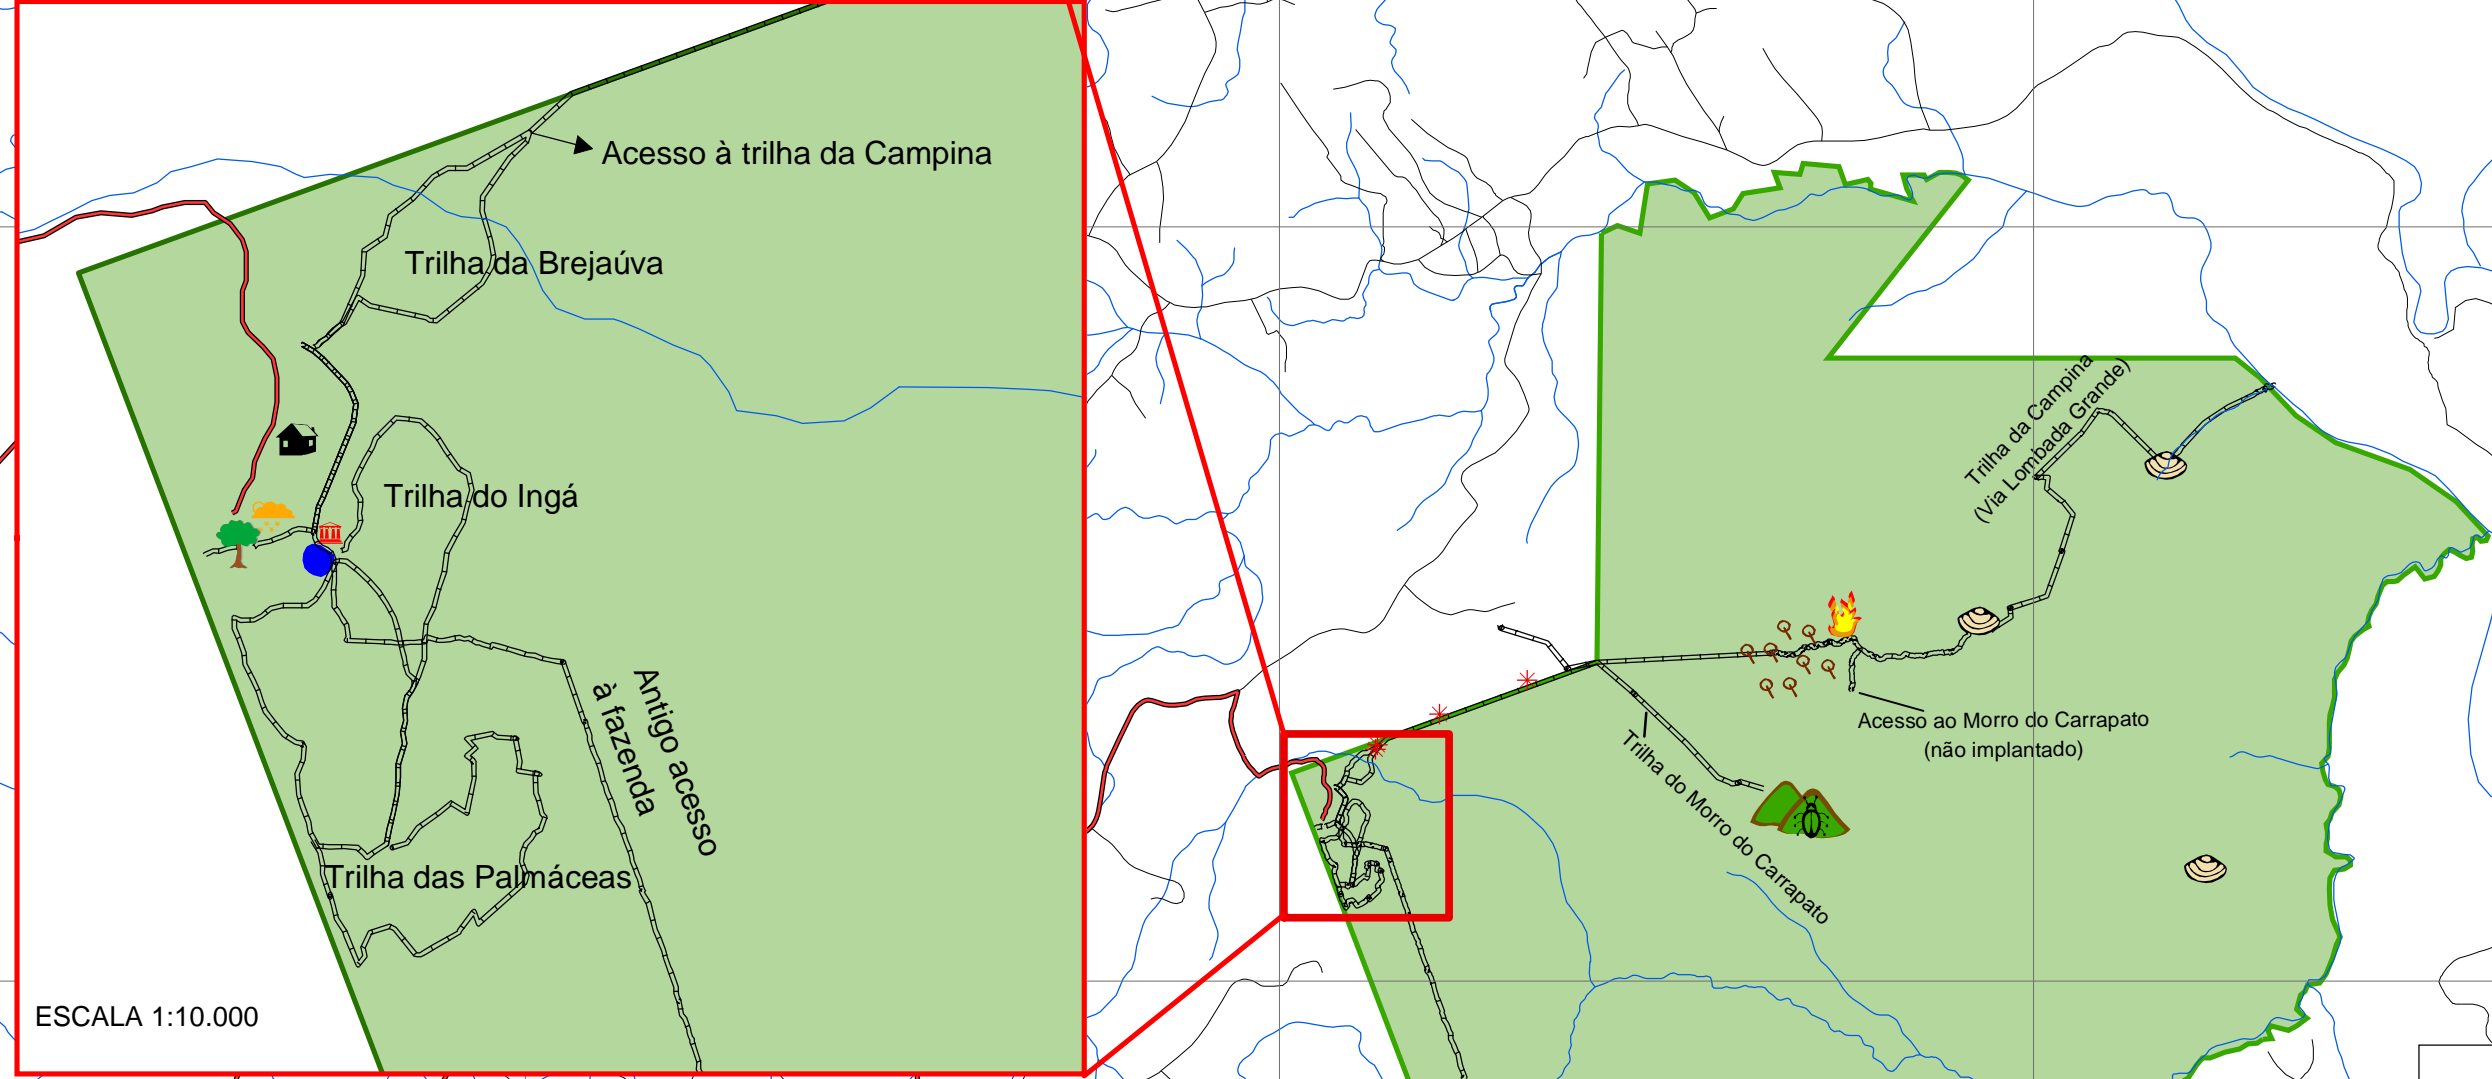 Acesso à trilha da Campina
Trilha da Brejaúva
Trilha do Ingá
Antigo acesso
à fazenda
Trilha das Palmáceas
ESCALA 1:10.000
Trilha da Campina
(Via Lombada Grande)
Acesso ao Morro do Carrapato
(não implantado)
Trilha do Morro do Carrapato